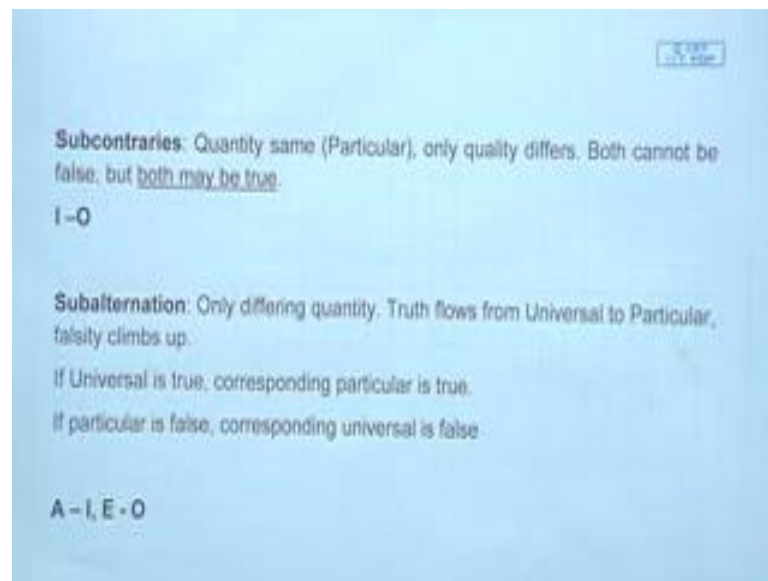 Subcontraries: Quantity same (Particular), only quality differs. Both cannot be
false, but both may be true.
I –O
Subalternation: Only differing quantity. Truth flows from Universal to Particular,
falsity climbs up.
If Universal is true, corresponding particular is true.
If particular is false, corresponding universal is false
A – I, E - O